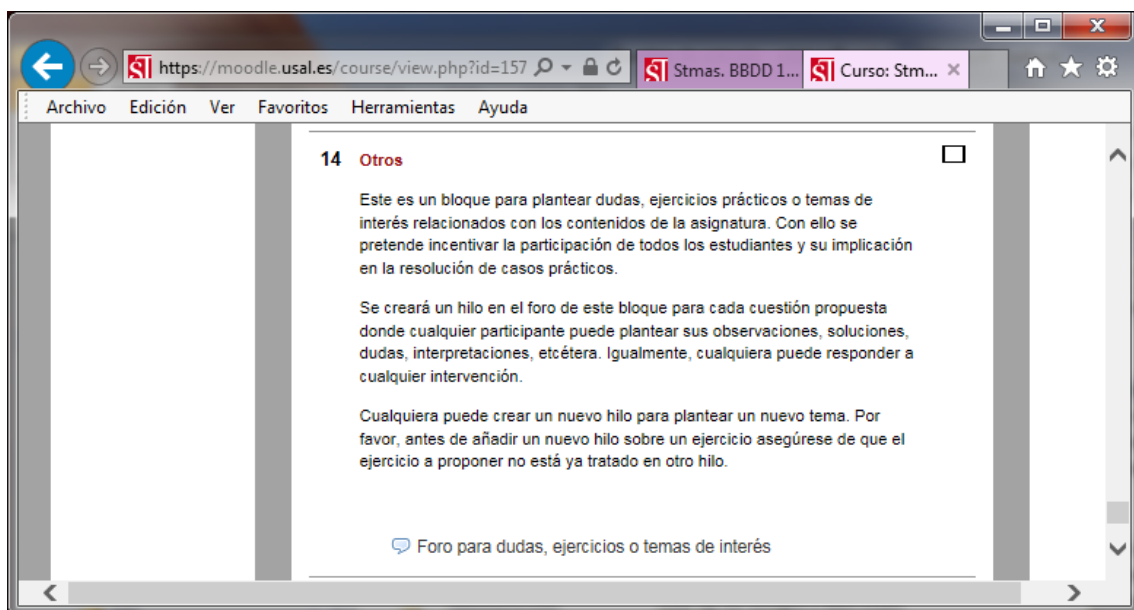 https://moodle.usal.es/course/view.php?id=157
Stmas. BBDD 1...
Curso: Stm...
Archivo Edición Ver Favoritos Herramientas Ayuda
14 Otros
Este es un bloque para plantear dudas, ejercicios prácticos o temas de
interés relacionados con los contenidos de la asignatura. Con ello se
pretende incentivar la participación de todos los estudiantes y su implicación
en la resolución de casos prácticos.
Se creará un hilo en el foro de este bloque para cada cuestión propuesta
donde cualquier participante puede plantear sus observaciones, soluciones,
dudas, interpretaciones, etcétera. Igualmente, cualquiera puede responder a
cualquier intervención.
Cualquiera puede crear un nuevo hilo para plantear un nuevo tema. Por
favor, antes de añadir un nuevo hilo sobre un ejercicio asegúrese de que el
ejercicio a proponer no está ya tratado en otro hilo.
Foro para dudas, ejercicios o temas de interés